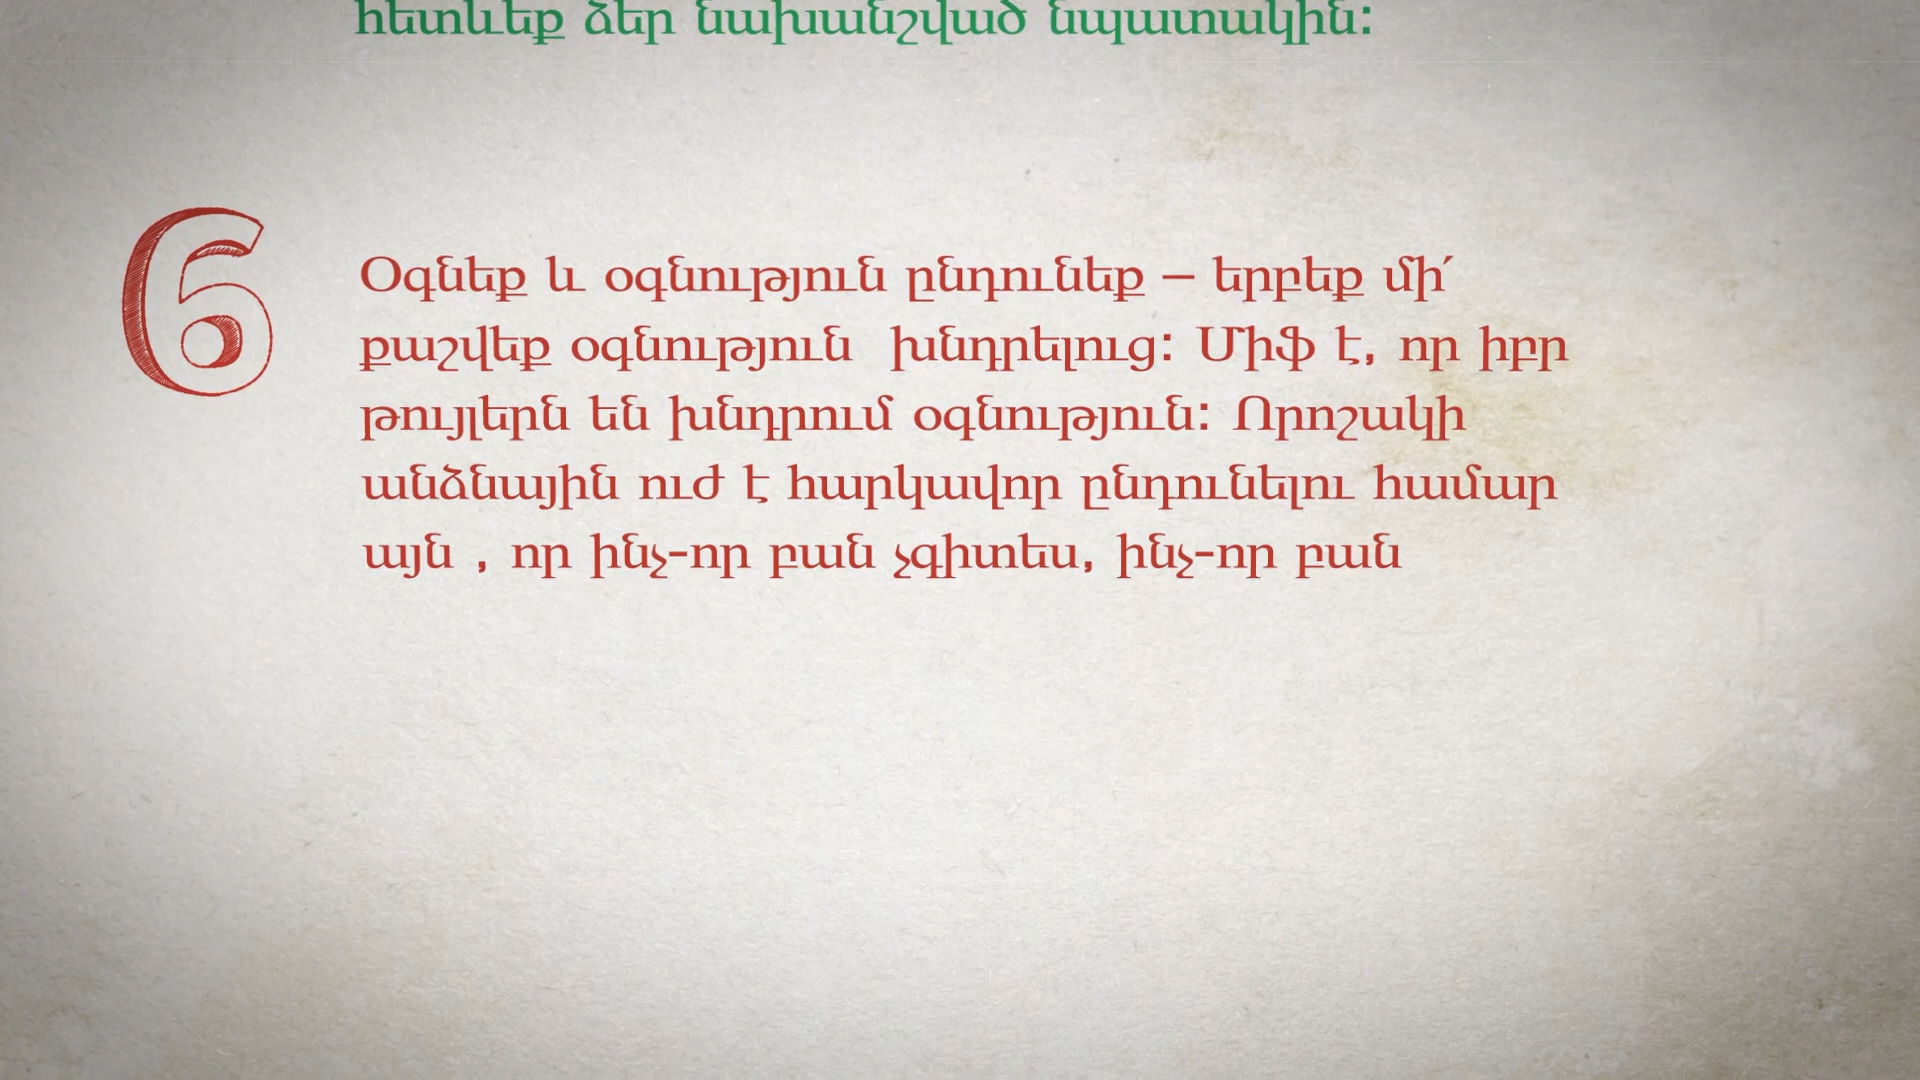 հետևեք ձեր նախանշված նպատակին:
6
Օգնեք և օգնություն ընդունեք – երբեք մի՛
քաշվեք օգնություն  խնդրելուց: Միֆ է, որ իբր
թույլերն են խնդրում օգնություն: Որոշակի
անձնային ուժ է հարկավոր ընդունելու համար
այն , որ ինչ-որ բան չգիտես, ինչ-որ բան